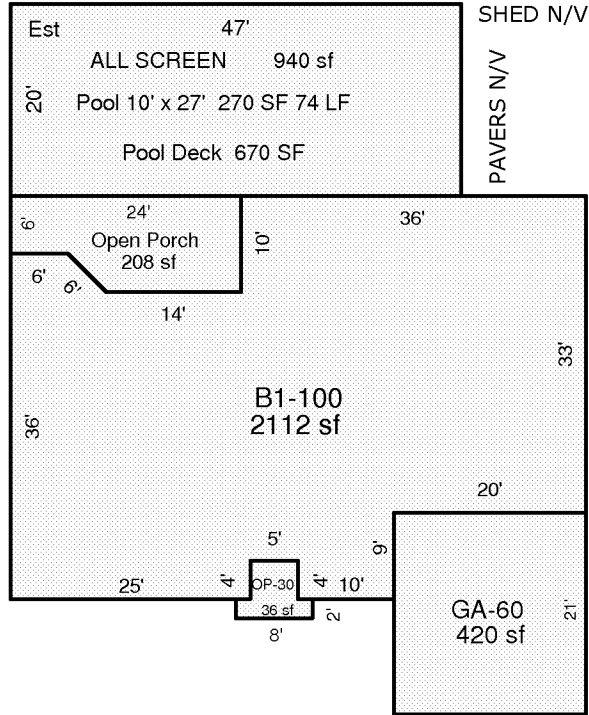 SHED N/V
Est
47'
ALL SCREEN 940 sf
20'
Pool 10' x 27' 270 SF 74 LF
PAVERS N/V
Pool Deck 670 SF
24'
36'
6'
Open Porch
208 sf
10'
6'
6'
14'
33'
B1-100
2112 sf
36'
20'
5'
9'
25'
4'
OP-30
4'
10'
36 sf
2'
8'
GA-60
420 sf
21'